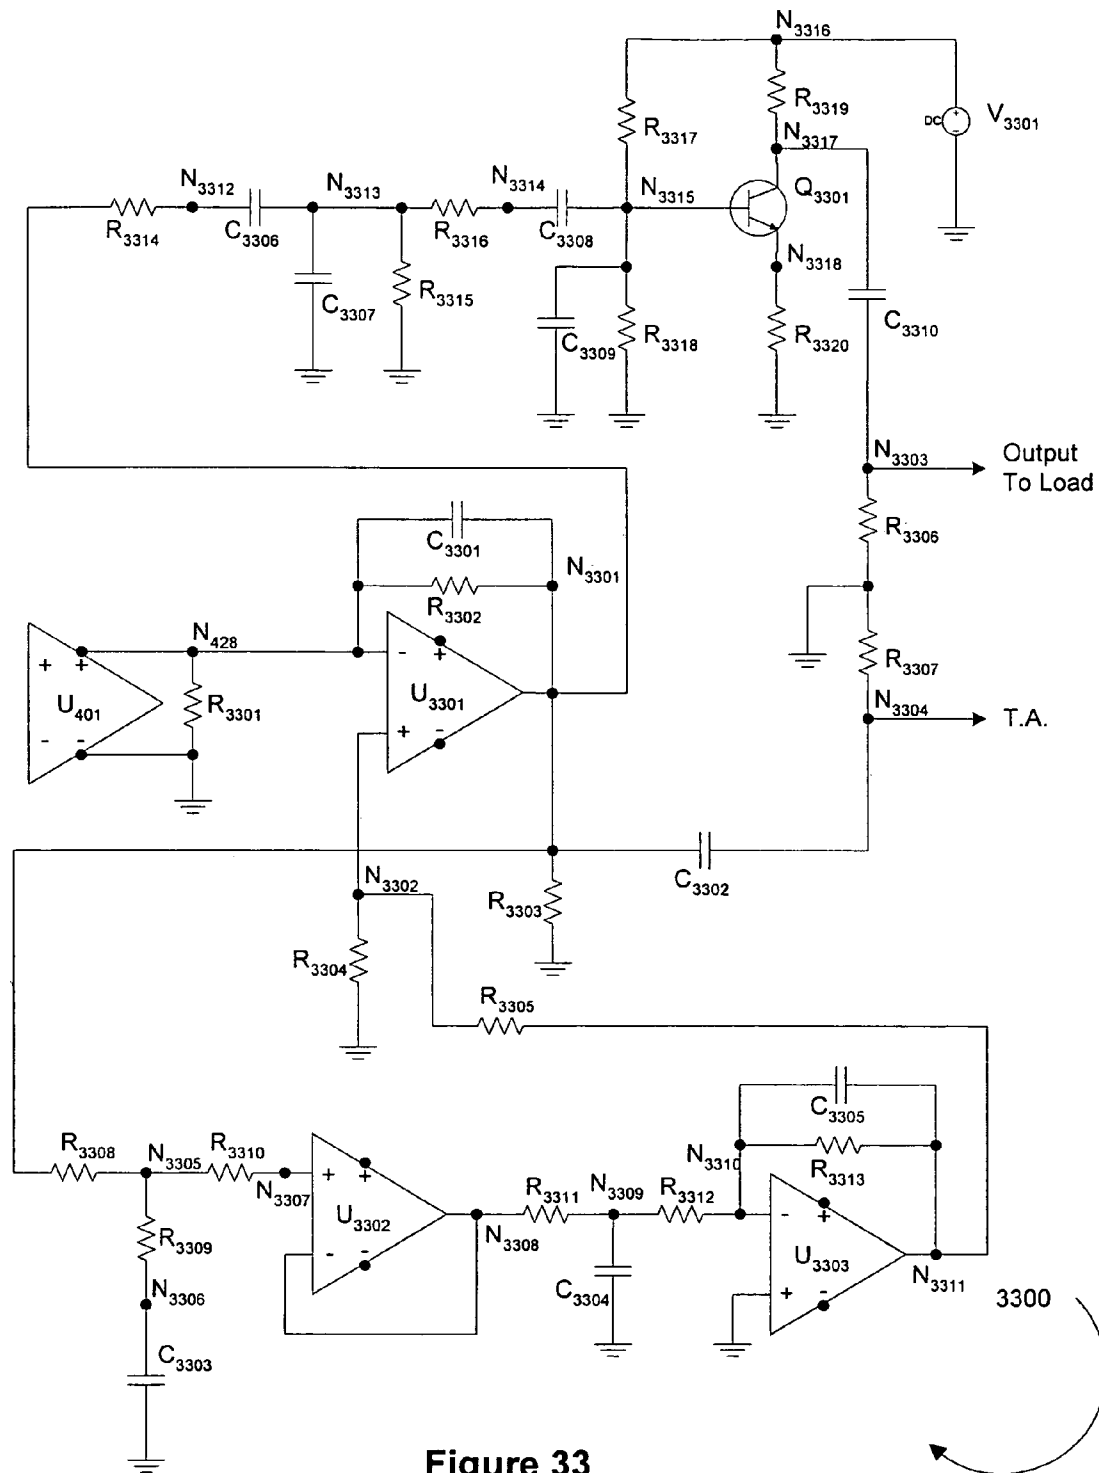 N3316
R3319
DC + - V3301
R3317
N3317
N3312
N3313
N3314
N3315
Q3301
R3314
C3306
R3316
C3308
N3318
C3307
R3315
C3309
R3318
R3320
C3310
N3303
Output
To Load
C3301
R3306
N3301
R3302
N428
R3307
+ +
- +
U401
R3301
U3301
N3304
T.A.
- -
+ -
C3302
N3302
R3303
R3304
R3305
C3305
R3308
N3305
R3310
N3310
R3313
N3307
+ +
R3311
N3309
R3312
- +
R3309
U3302
N3308
U3303
- -
N3311
N3306
C3304
+ -
3300
C3303
Figure 33